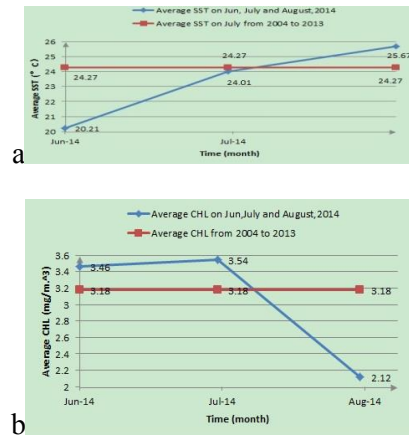 Average SST on Jun, July and August,2014
Average SST on July from 2004 to 2013
Average SST (° c)
26
25
24
23
22
21
20
24.27
24.27
24.27
20.21
24.01
25.67
Jun-14
Jul-14
Time (month)
a
Average CHL on Jun,July and August,2014
Average CHL from 2004 to 2013
Average CHL (mg/m.^3)
3.6
3.4
3.2
3
2.8
2.6
2.4
2.2
2
3.46
3.54
3.18
3.18
3.18
2.12
Jun-14
Jul-14
Aug-14
Time (month)
b